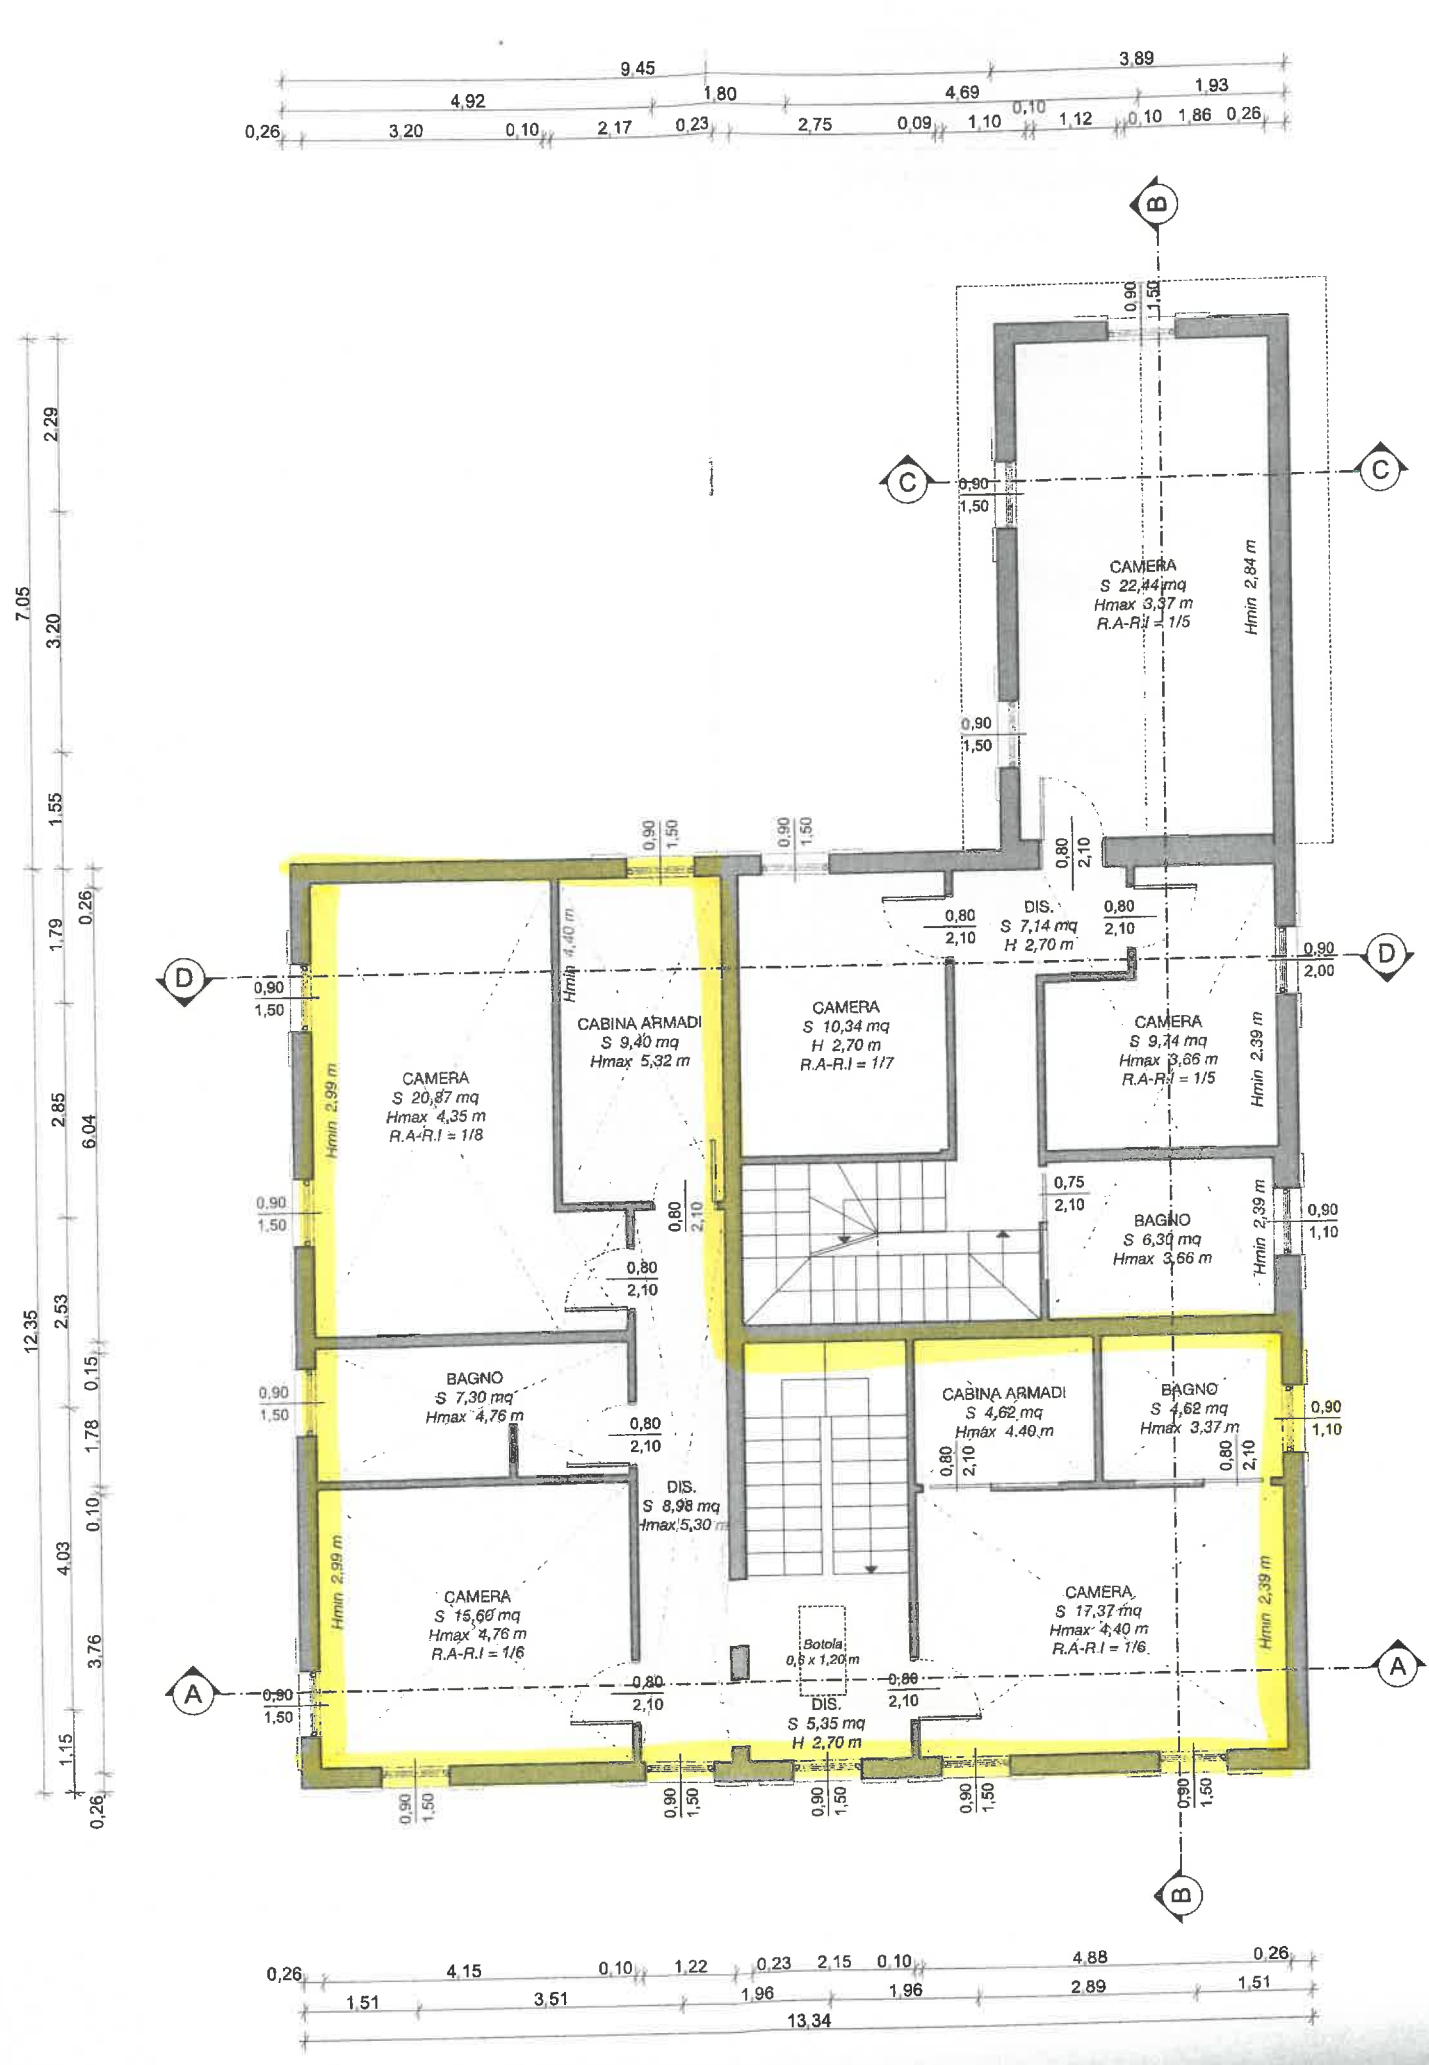 9,45
3,89
4,92
1,80
4,69
1,93
0,26
3,20
0,10
2,17
0,23
2,75
0,09
1,10
0,10
1,12
0,10
1,86
0,26
B
0,90
1,50
C
C
0,90
1,50
CAMERA
S 22,44 mq
Hmax 3,37 m
R.A-R.I = 1/5
Hmin 2,84 m
0,90
1,50
2,29
7,05
3,20
1,55
0,90
1,50
0,90
1,50
0,80
2,10
0,26
1,79
D
D
0,90
1,50
Hmin 4,40 m
CABINA ARMADI
S 9,40 mq
Hmax 5,32 m
0,80
2,10
DIS.
S 7,14 mq
H 2,70 m
0,80
2,10
0,90
2,00
CAMERA
S 10,34 mq
H 2,70 m
R.A-R.I = 1/7
CAMERA
S 9,74 mq
Hmax 3,66 m
R.A-R.I = 1/5
Hmin 2,39 m
CAMERA
S 20,87 mq
Hmax 4,35 m
R.A-R.I = 1/8
Hmin 2,99 m
2,85
6,04
0,90
1,50
0,80
2,10
0,75
2,10
BAGNO
S 6,30 mq
Hmax 3,66 m
Hmin 2,39 m
0,90
1,10
0,80
2,10
12,35
2,53
0,15
0,90
1,50
BAGNO
S 7,30 mq
Hmax 4,76 m
0,80
2,10
CABINA ARMADI
S 4,62 mq
Hmax 4,40 m
0,80
2,10
BAGNO
S 4,62 mq
Hmax 3,37 m
0,80
2,10
0,90
1,10
1,78
0,10
DIS.
S 8,98 mq
Hmax 5,30 m
4,03
Hmin 2,99 m
CAMERA
S 15,60 mq
Hmax 4,76 m
R.A-R.I = 1/6
CAMERA
S 17,37 mq
Hmax 4,40 m
R.A-R.I = 1/6
Hmin 2,39 m
3,76
Botola
0,6 x 1,20 m
A
A
0,90
1,50
0,80
2,10
0,80
2,10
DIS.
S 5,35 mq
H 2,70 m
1,15
0,26
0,90
1,50
0,90
1,50
0,90
1,50
0,90
1,50
0,90
1,50
B
0,26
4,15
0,10
1,22
0,23
2,15
0,10
4,88
0,26
1,51
3,51
1,96
1,96
2,89
1,51
13,34